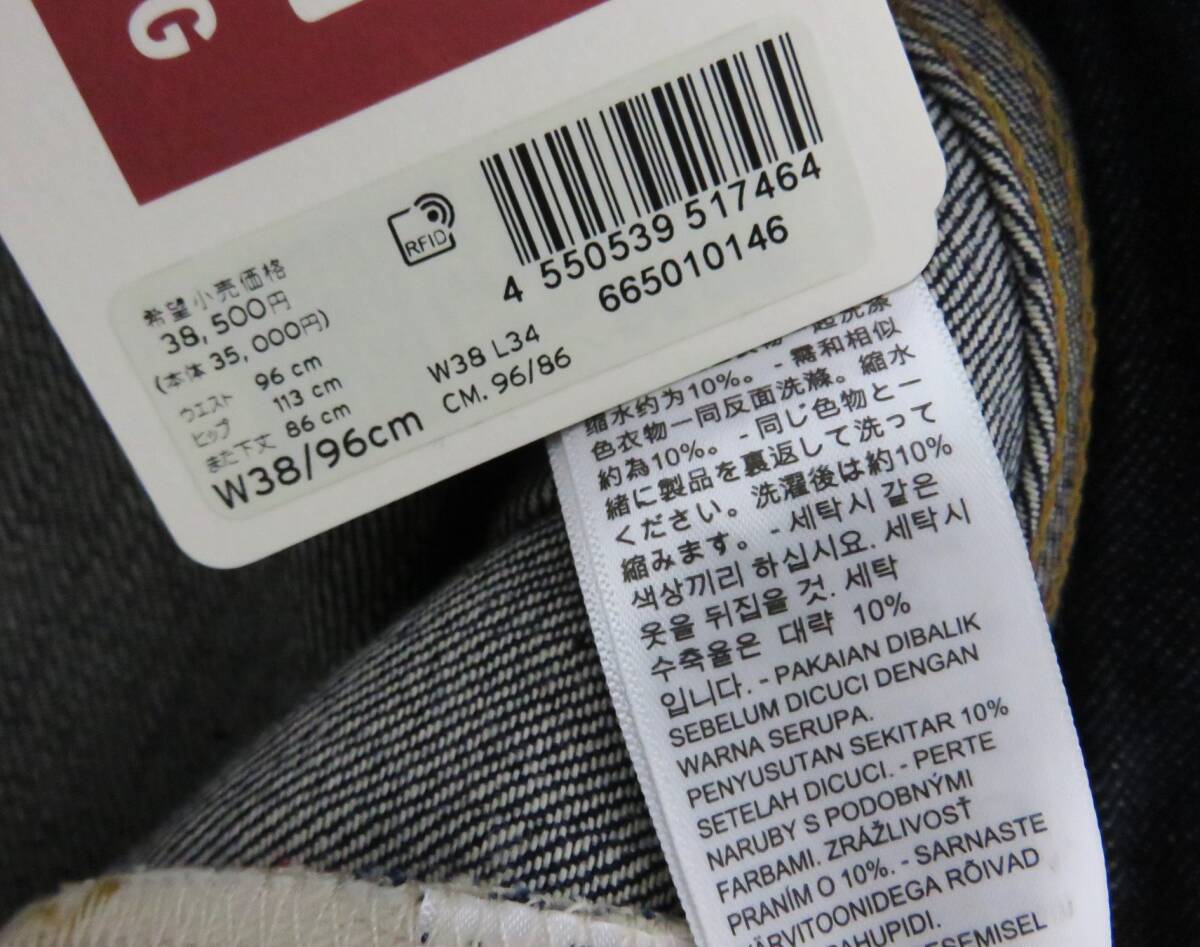 G
RFID
4 550539 517464
665010146
希望小売価格
38,500円
(本体 35,000円)
ウエスト 96 cm
ヒップ 113 cm
また下丈 86 cm
W38/96cm
W38 L34
CM. 96/86
缩水约为10%。 - 需和相似
色衣物一同反面洗滌。縮水
約為10%。 - 同じ色物と一
緒に製品を裏返して洗って
ください。洗濯後は約10%
縮みます。 - 세탁시 같은
색상끼리 하십시요. 세탁시
옷을 뒤집을 것. 세탁
수축율은 대략 10%
입니다. - PAKAIAN DIBALIK
SEBELUM DICUCI DENGAN
WARNA SERUPA.
PENYUSUTAN SEKITAR 10%
SETELAH DICUCI. - PERTE
NARUBY S PODOBNÝMI
FARBAMI. ZRÁŽLIVOSŤ
PRANÍM O 10%. - SARNASTE
VÄRVITOONIDEGA RÕIVAD